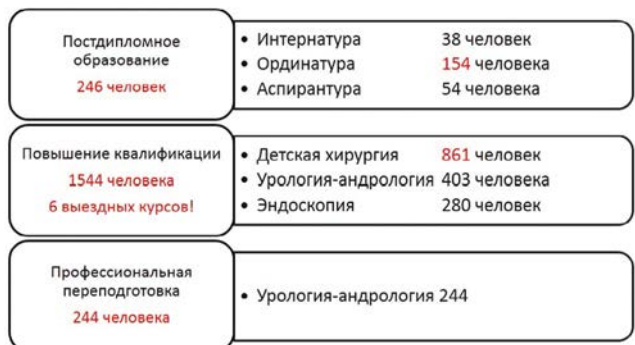 Постдипломное
образование
246 человек
• Интернатура 38 человек
• Ординатура 154 человека
• Аспирантура 54 человека
Повышение квалификации
1544 человека
6 выездных курсов!
• Детская хирургия 861 человек
• Урология-андрология 403 человека
• Эндоскопия 280 человек
Профессиональная
переподготовка
244 человека
• Урология-андрология 244